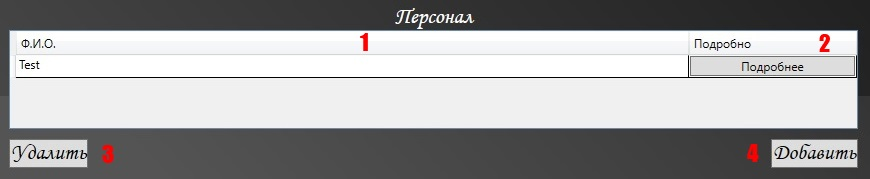 Персонал
Ф.И.О. 1 Подробно 2
Test Подробнее
Удалить 3 4 Добавить